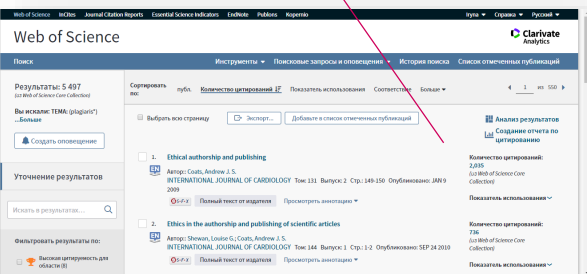 Web of Science InCites Journal Citation Reports Essential Science Indicators EndNote Publons Kopernio Iryna Справка Русский
Web of Science
Clarivate
Analytics
Поиск Инструменты Поисковые запросы и оповещения История поиска Список отмеченных публикаций
Результаты: 5 497
(из Web of Science Core Collection)
Вы искали: ТЕМА: (plagiaris*)
...Больше
Создать оповещение
Уточнение результатов
Искать в результатах...
Фильтровать результаты по:
Высокая цитируемость для
области (8)
Сортировать
по:
публ. Количество цитирований Показатель использования Соответствие Больше
1 из 550
Выбрать всю страницу Экспорт... Добавьте в список отмеченных публикаций
Анализ результатов
Создание отчета по
цитированию
1. Ethical authorship and publishing
Автор: Coats, Andrew J. S.
INTERNATIONAL JOURNAL OF CARDIOLOGY Том: 131 Выпуск: 2 Стр.: 149-150 Опубликовано: JAN 9
2009
S-F-X Полный текст от издателя Просмотреть аннотацию
Количество цитирований:
2,035
(из Web of Science Core
Collection)
Показатель использования
2. Ethics in the authorship and publishing of scientific articles
Автор: Shewan, Louise G.; Coats, Andrew J. S.
INTERNATIONAL JOURNAL OF CARDIOLOGY Том: 144 Выпуск: 1 Стр.: 1-2 Опубликовано: SEP 24 2010
S-F-X Полный текст от издателя Просмотреть аннотацию
Количество цитирований:
736
(из Web of Science Core
Collection)
Показатель использования